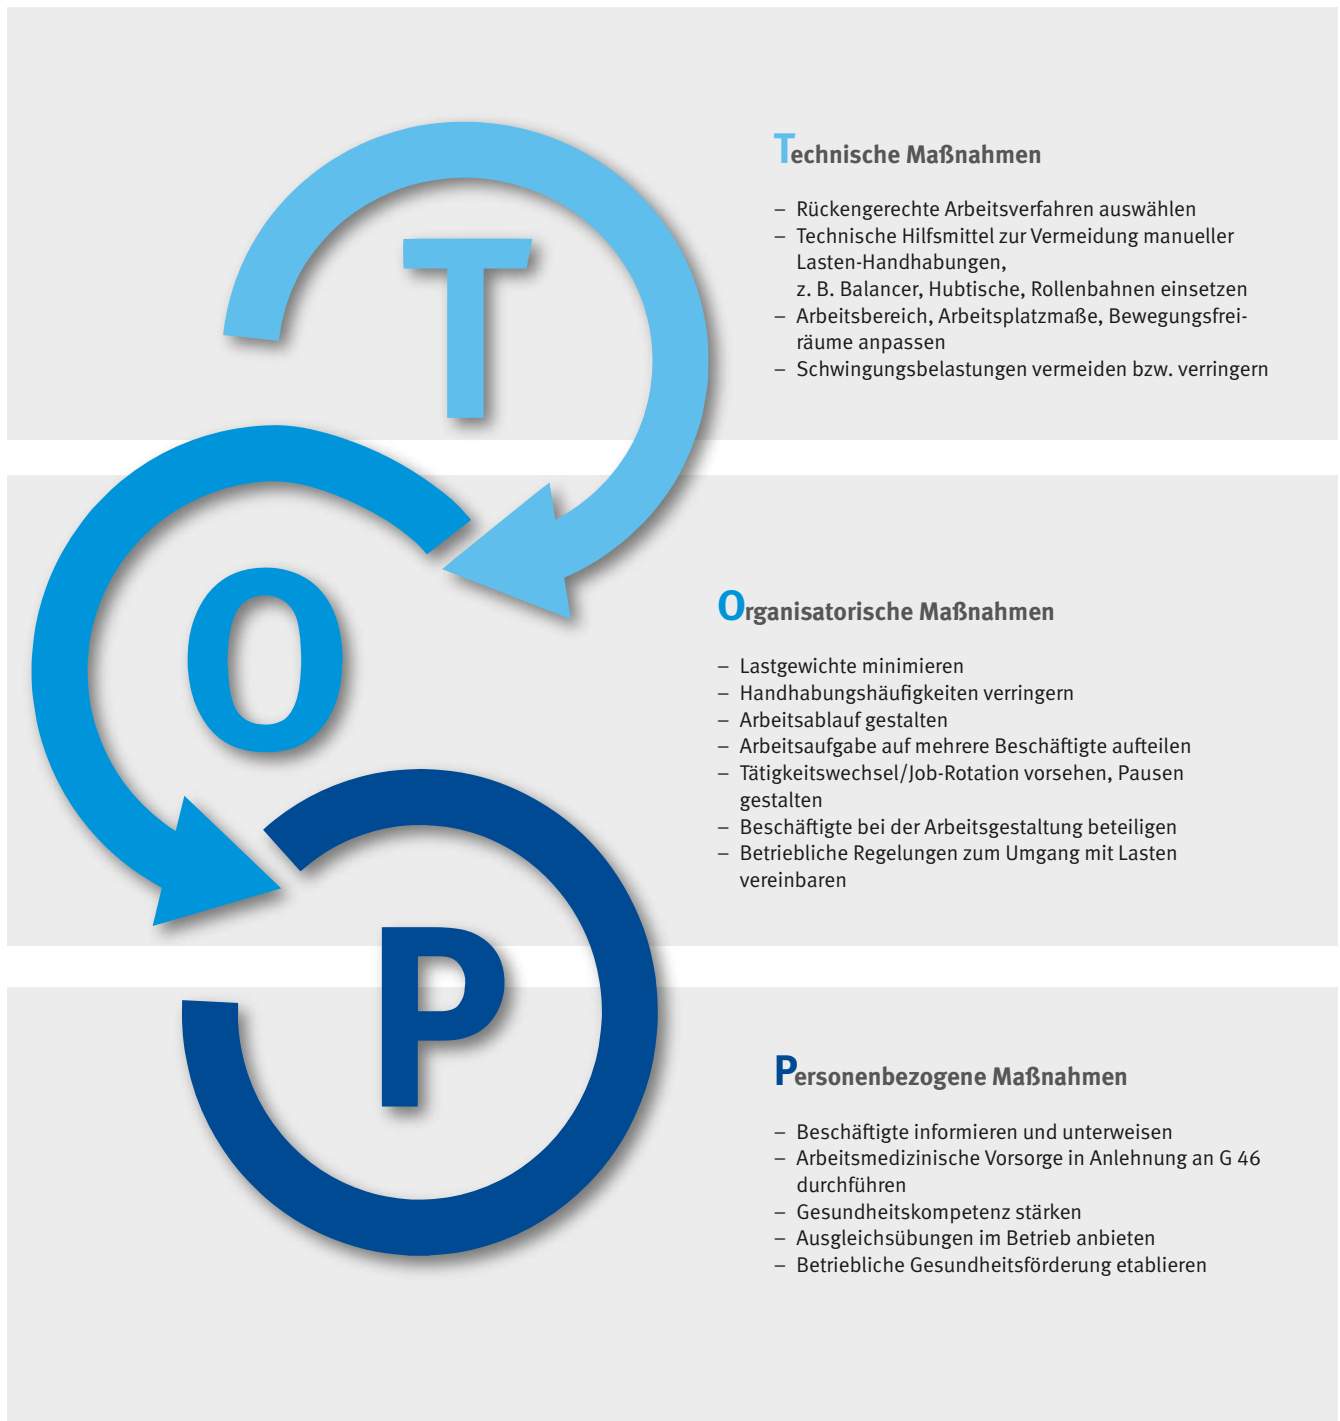 T
Technische Maßnahmen
– Rückengerechte Arbeitsverfahren auswählen
– Technische Hilfsmittel zur Vermeidung manueller
Lasten-Handhabungen,
z. B. Balancer, Hubtische, Rollenbahnen einsetzen
– Arbeitsbereich, Arbeitsplatzmaße, Bewegungsfrei-
räume anpassen
– Schwingungsbelastungen vermeiden bzw. verringern
O
Organisatorische Maßnahmen
– Lastgewichte minimieren
– Handhabungshäufigkeiten verringern
– Arbeitsablauf gestalten
– Arbeitsaufgabe auf mehrere Beschäftigte aufteilen
– Tätigkeitswechsel/Job-Rotation vorsehen, Pausen
gestalten
– Beschäftigte bei der Arbeitsgestaltung beteiligen
– Betriebliche Regelungen zum Umgang mit Lasten
vereinbaren
P
Personenbezogene Maßnahmen
– Beschäftigte informieren und unterweisen
– Arbeitsmedizinische Vorsorge in Anlehnung an G 46
durchführen
– Gesundheitskompetenz stärken
– Ausgleichsübungen im Betrieb anbieten
– Betriebliche Gesundheitsförderung etablieren